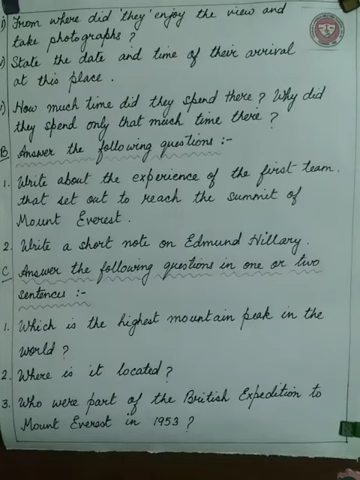 i) From where did 'they' enjoy the view and
take photographs ?
) State the date and time of their arrival
at this place .
) How much time did they spend there ? Why did
they spend only that much time there ?
B Answer the following questions :-
1. Write about the experience of the first team
that set out to reach the summit of
Mount Everest .
2. Write a short note on Edmund Hillary .
C Answer the following questions in one or two
sentences :-
1. Which is the highest mountain peak in the
world ?
2. Where is it located ?
3. Who were part of the British Expedition to
Mount Everest in 1953 ?